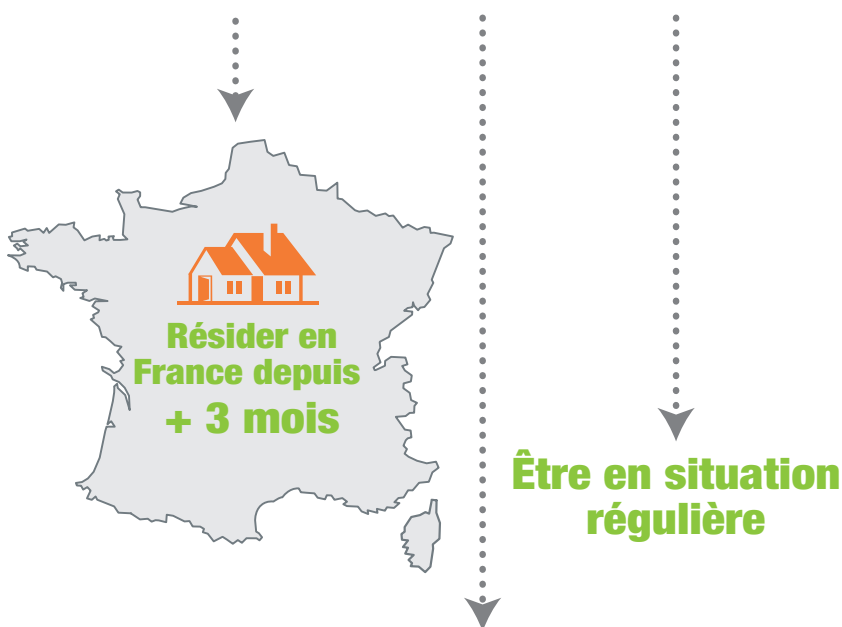 Résider en
France depuis
+ 3 mois
Être en situation
régulière